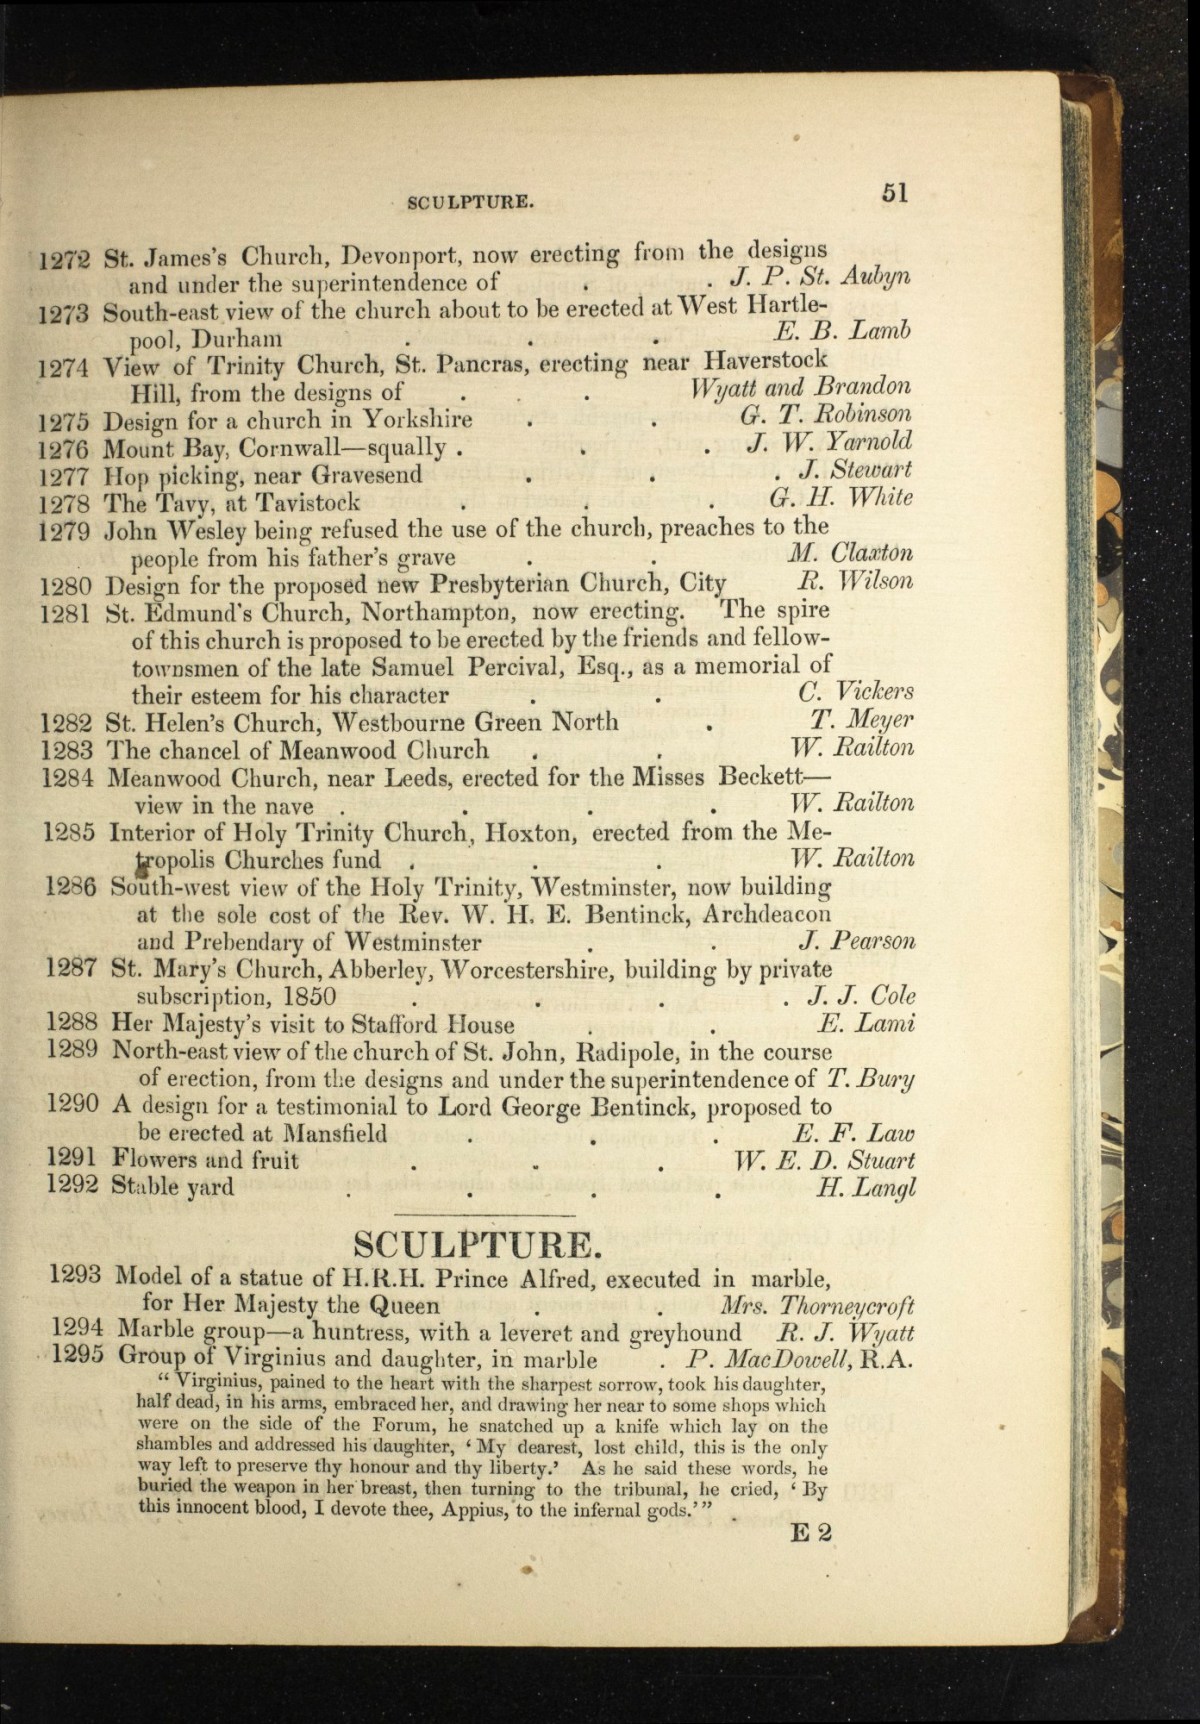 SCULPTURE. 51
1272 St. James's Church, Devonport, now erecting from the designs
and under the superintendence of . . J. P. St. Aubyn
1273 South-east view of the church about to be erected at West Hartle-
pool, Durham . . . E. B. Lamb
1274 View of Trinity Church, St. Pancras, erecting near Haverstock
Hill, from the designs of . . . Wyatt and Brandon
1275 Design for a church in Yorkshire . . G. T. Robinson
1276 Mount Bay, Cornwall—squally . . . J. W. Yarnold
1277 Hop picking, near Gravesend . . . J. Stewart
1278 The Tavy, at Tavistock . . . G. H. White
1279 John Wesley being refused the use of the church, preaches to the
people from his father's grave . . M. Claxton
1280 Design for the proposed new Presbyterian Church, City R. Wilson
1281 St. Edmund's Church, Northampton, now erecting. The spire
of this church is proposed to be erected by the friends and fellow-
townsmen of the late Samuel Percival, Esq., as a memorial of
their esteem for his character . . C. Vickers
1282 St. Helen's Church, Westbourne Green North . T. Meyer
1283 The chancel of Meanwood Church . . W. Railton
1284 Meanwood Church, near Leeds, erected for the Misses Beckett—
view in the nave . . . . W. Railton
1285 Interior of Holy Trinity Church, Hoxton, erected from the Me-
tropolis Churches fund . . . W. Railton
1286 South-west view of the Holy Trinity, Westminster, now building
at the sole cost of the Rev. W. H. E. Bentinck, Archdeacon
and Prebendary of Westminster . . J. Pearson
1287 St. Mary's Church, Abberley, Worcestershire, building by private
subscription, 1850 . . . . J. J. Cole
1288 Her Majesty's visit to Stafford House . . E. Lami
1289 North-east view of the church of St. John, Radipole, in the course
of erection, from the designs and under the superintendence of T. Bury
1290 A design for a testimonial to Lord George Bentinck, proposed to
be erected at Mansfield . . . E. F. Law
1291 Flowers and fruit . . . W. E. D. Stuart
1292 Stable yard . . . . H. Langl
SCULPTURE.
1293 Model of a statue of H.R.H. Prince Alfred, executed in marble,
for Her Majesty the Queen . . Mrs. Thorneycroft
1294 Marble group—a huntress, with a leveret and greyhound R. J. Wyatt
1295 Group of Virginius and daughter, in marble . P. MacDowell, R.A.
" Virginius, pained to the heart with the sharpest sorrow, took his daughter,
half dead, in his arms, embraced her, and drawing her near to some shops which
were on the side of the Forum, he snatched up a knife which lay on the
shambles and addressed his daughter, ' My dearest, lost child, this is the only
way left to preserve thy honour and thy liberty.' As he said these words, he
buried the weapon in her breast, then turning to the tribunal, he cried, ' By
this innocent blood, I devote thee, Appius, to the infernal gods.' "
E 2